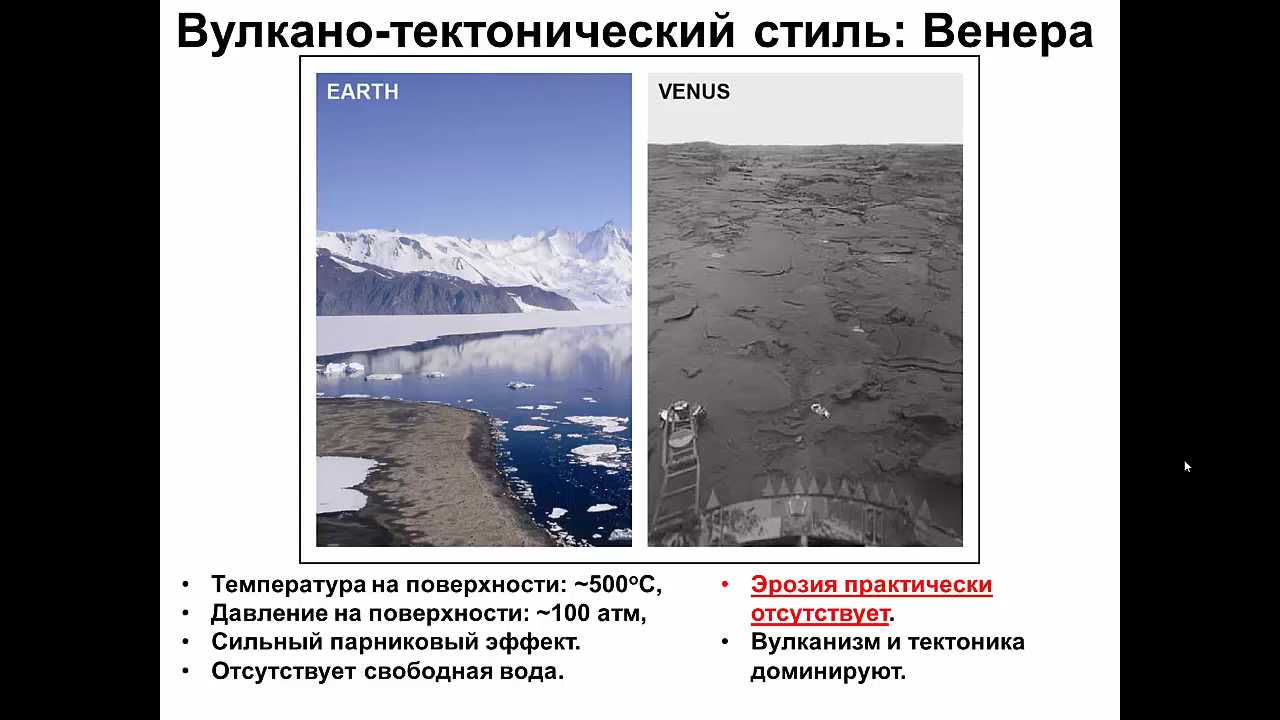 Вулкано-тектонический стиль: Венера
EARTH
VENUS
• Температура на поверхности: ~500°С,
• Давление на поверхности: ~100 атм,
• Сильный парниковый эффект.
• Отсутствует свободная вода.
• Эрозия практически
отсутствует.
• Вулканизм и тектоника
доминируют.